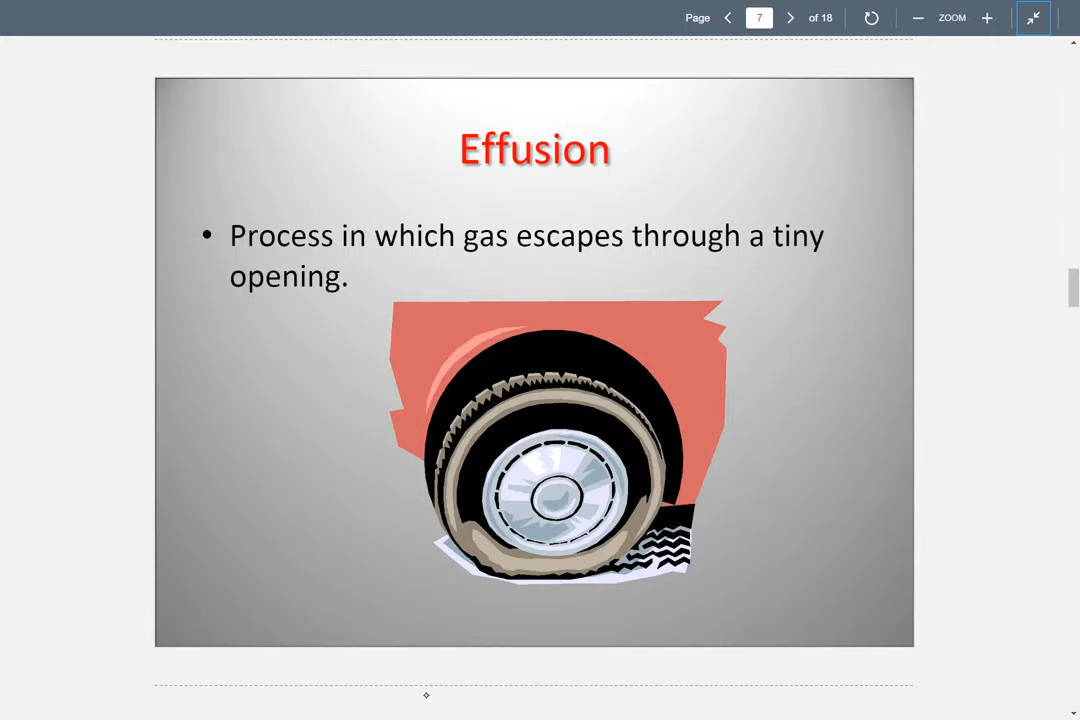 Page 7 of 18 ZOOM
Effusion
• Process in which gas escapes through a tiny
opening.